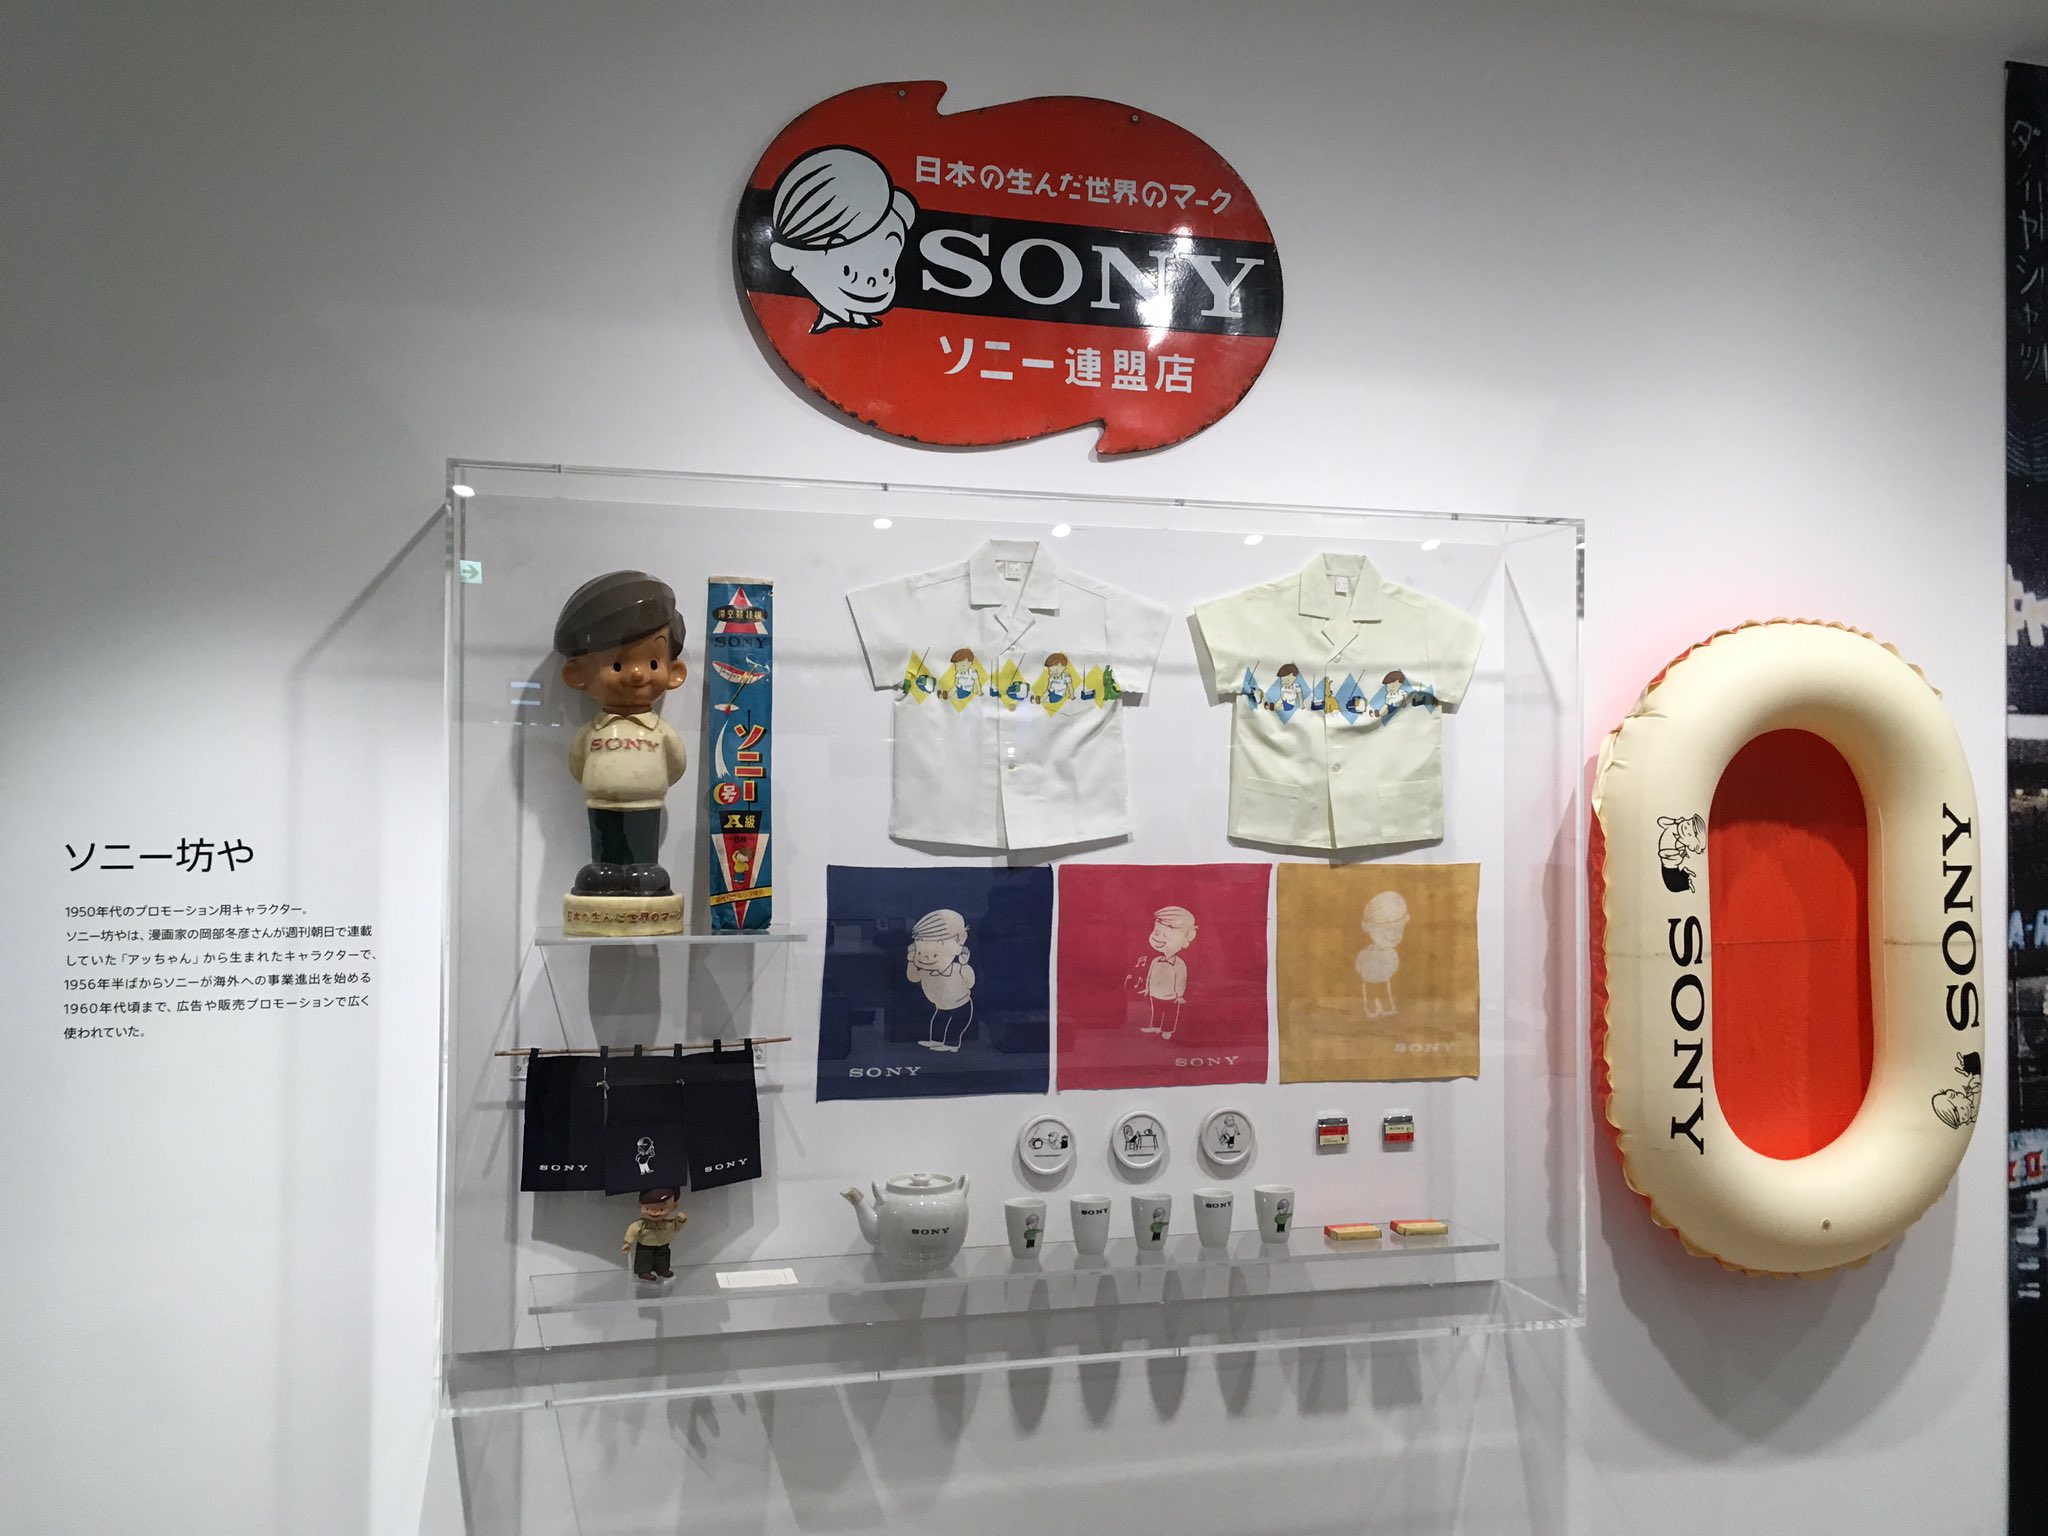 日本の生んだ世界のマーク
SONY
ソニー連盟店
ソニー坊や
1950年代のプロモーション用キャラクター。
ソニー坊やは、漫画家の岡部冬彦さんが週刊朝日で連載
していた「アッちゃん」から生まれたキャラクターで、
1956年半ばからソニーが海外への事業進出を始める
1960年代頃まで、広告や販売プロモーションで広く
使われていた。
SONY
日本の生んだ世界のマーク
SONY
ソニー
号
A級
SONY
SONY
SONY
SONY
SONY
SONY
SONY
SONY
SONY
SONY